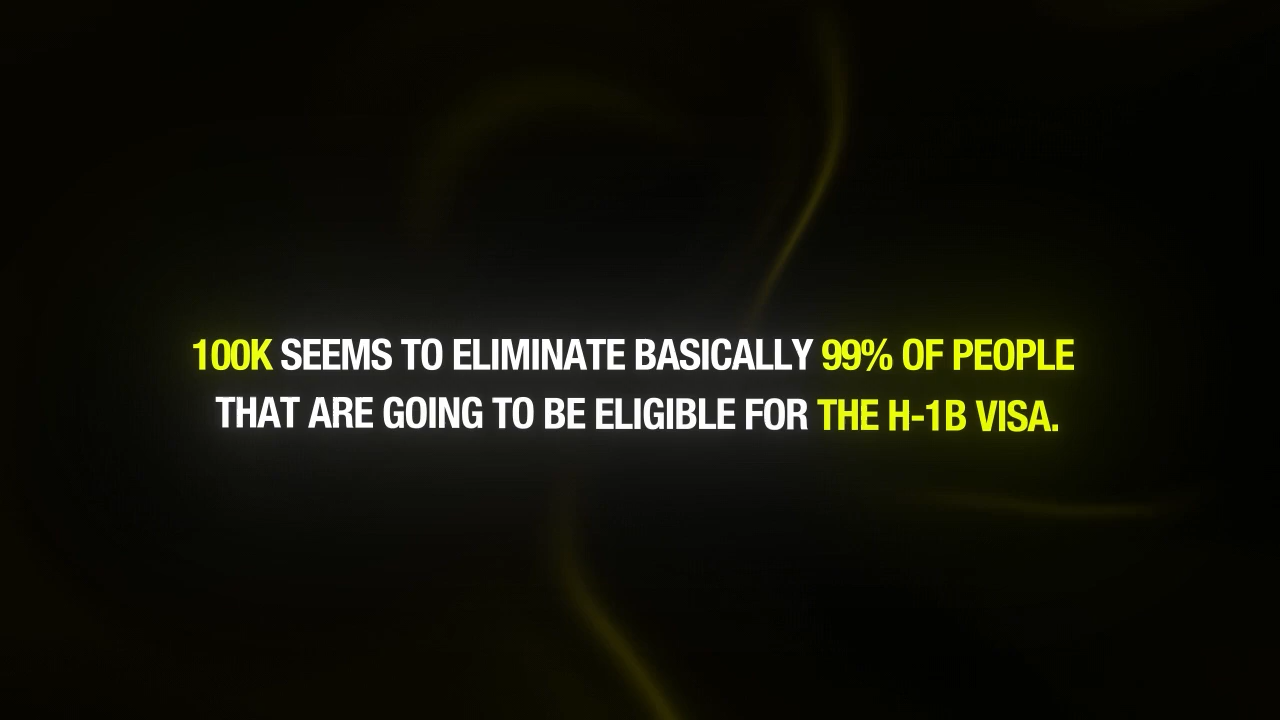 100K SEEMS TO ELIMINATE BASICALLY 99% OF PEOPLE
THAT ARE GOING TO BE ELIGIBLE FOR THE H-1B VISA.